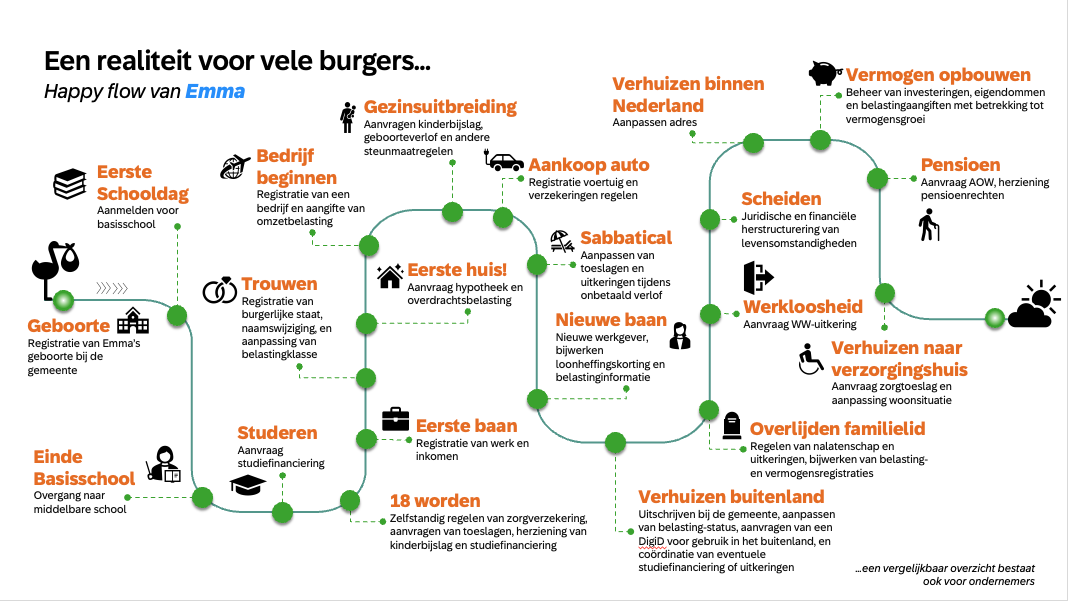 Een realiteit voor vele burgers...
Happy flow van Emma
Geboorte
Registratie van Emma's
geboorte bij de
gemeente
Eerste
Schooldag
Aanmelden voor
basisschool
Einde
Basisschool
Overgang naar
middelbare school
Studeren
Aanvraag
studiefinanciering
18 worden
Zelfstandig regelen van zorgverzekering,
aanvragen van toeslagen, herziening van
kinderbijslag en studiefinanciering
Eerste baan
Registratie van werk en
inkomen
Trouwen
Registratie van
burgerlijke staat,
naamswijziging, en
aanpassing van
belastingklasse
Eerste huis!
Aanvraag hypotheek en
overdrachtsbelasting
Bedrijf
beginnen
Registratie van een
bedrijf en aangifte van
omzetbelasting
Gezinsuitbreiding
Aanvragen kinderbijslag,
geboorteverlof en andere
steunmaatregelen
Aankoop auto
Registratie voertuig en
verzekeringen regelen
Sabbatical
Aanpassen van
toeslagen en
uitkeringen tijdens
onbetaald verlof
Nieuwe baan
Nieuwe werkgever,
bijwerken
loonheffingskorting en
belastinginformatie
Verhuizen buitenland
Uitschrijven bij de gemeente, aanpassen
van belasting-status, aanvragen van een
DigiD voor gebruik in het buitenland, en
coördinatie van eventuele
studiefinanciering of uitkeringen
Overlijden familielid
Regelen van nalatenschap en
uitkeringen, bijwerken van belasting-
en vermogensregistraties
Werkloosheid
Aanvraag WW-uitkering
Scheiden
Juridische en financiële
herstructurering van
levensomstandigheden
Verhuizen binnen
Nederland
Aanpassen adres
Vermogen opbouwen
Beheer van investeringen, eigendommen
en belastingaangiften met betrekking tot
vermogensgroei
Pensioen
Aanvraag AOW, herziening
pensioenrechten
Verhuizen naar
verzorgingshuis
Aanvraag zorgtoeslag en
aanpassing woonsituatie
...een vergelijkbaar overzicht bestaat
ook voor ondernemers